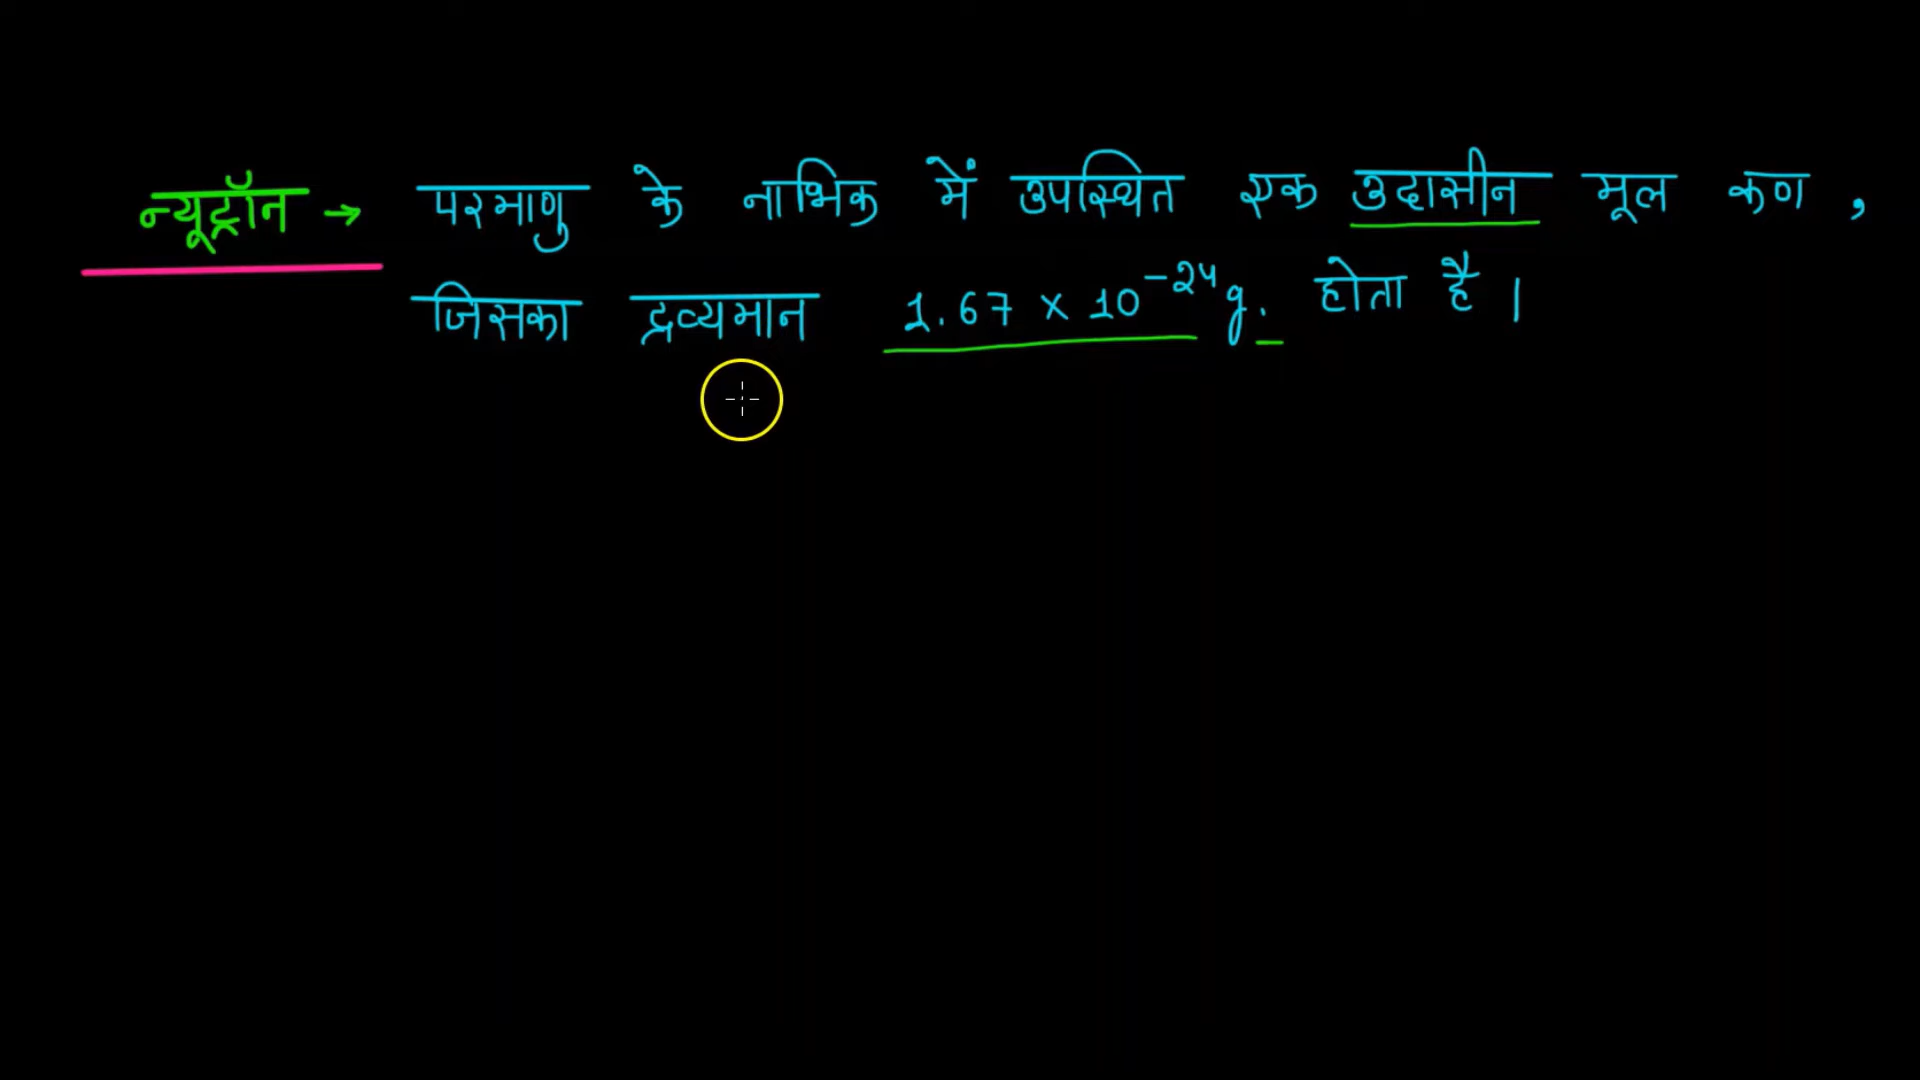 न्यूट्रॉन → परमाणु के नाभिक में उपस्थित एक उदासीन मूल कण ,
जिसका द्रव्यमान 1.67 × 10⁻²⁴ g. होता है ।